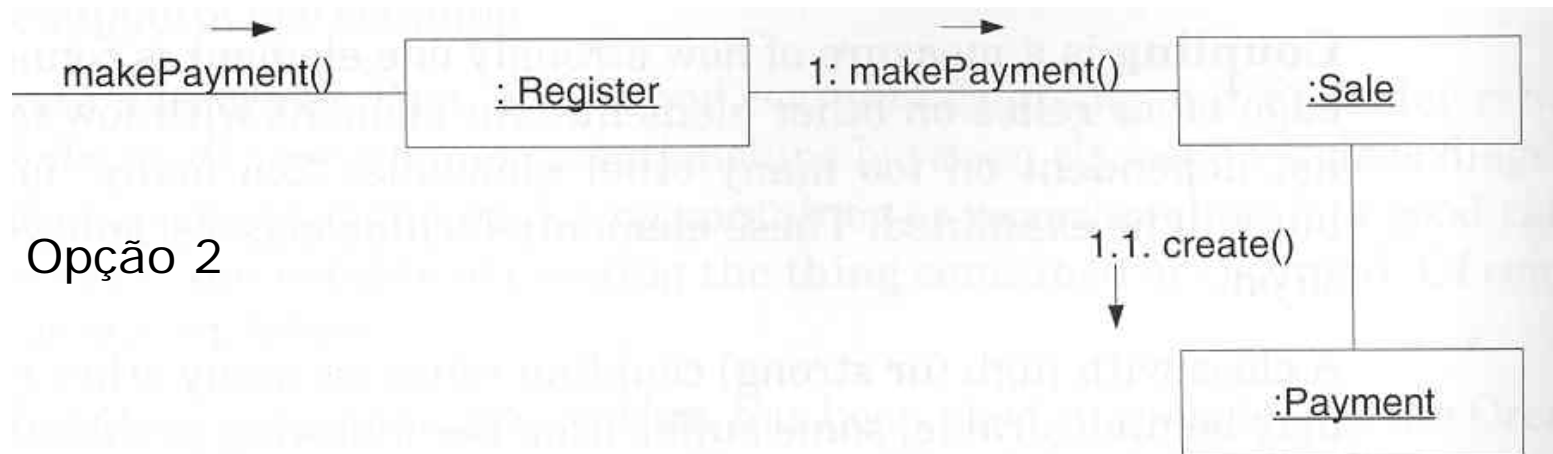 makePayment()
: Register
1: makePayment()
:Sale
Opção 2
1.1. create()
:Payment